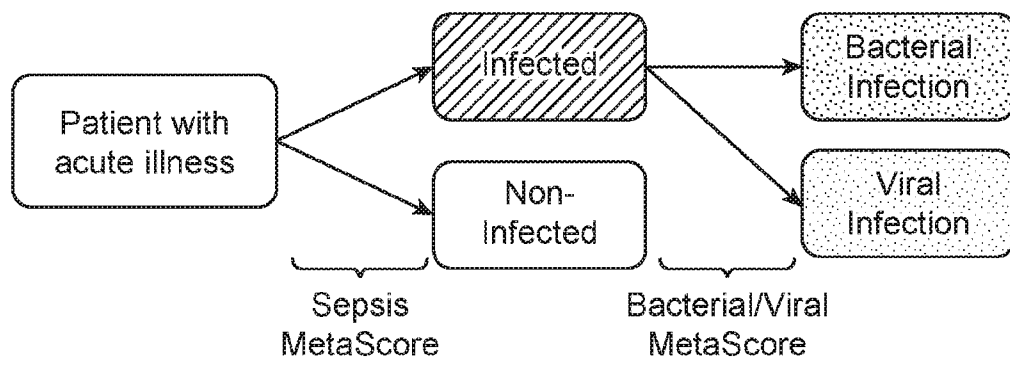 Patient with
acute illness
Infected
Non-
Infected
Bacterial
Infection
Viral
Infection
Sepsis
MetaScore
Bacterial/Viral
MetaScore